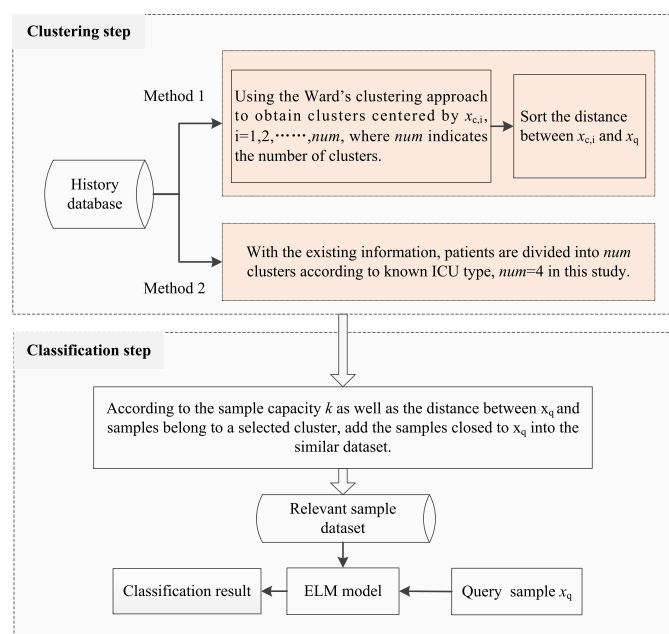 Clustering step
Method 1
Using the Ward's clustering approach
to obtain clusters centered by x_c,i,
i=1,2,⋯⋯,num, where num indicates
the number of clusters.
Sort the distance
between x_c,i and x_q
History
database
With the existing information, patients are divided into num
clusters according to known ICU type, num=4 in this study.
Method 2
Classification step
According to the sample capacity k as well as the distance between x_q and
samples belong to a selected cluster, add the samples closed to x_q into the
similar dataset.
Relevant sample
dataset
Classification result
ELM model
Query sample x_q